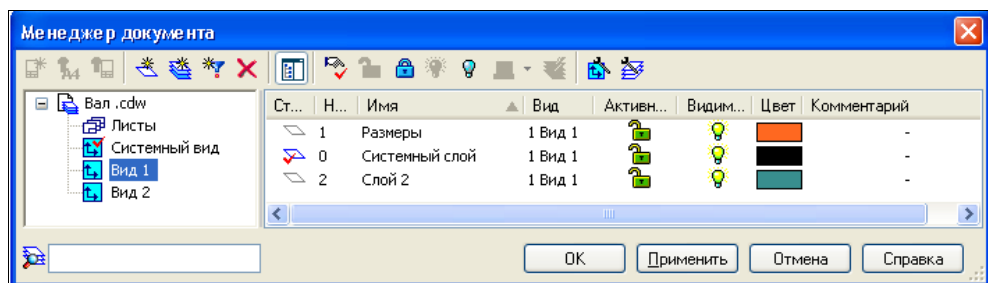 Менеджер документа
Ст... Н... Имя Вид Активн... Видим... Цвет Комментарий
Вал .cdw
Листы
Системный вид
Вид 1
Вид 2
1 Размеры 1 Вид 1 -
0 Системный слой 1 Вид 1 -
2 Слой 2 1 Вид 1 -
ОК Применить Отмена Справка